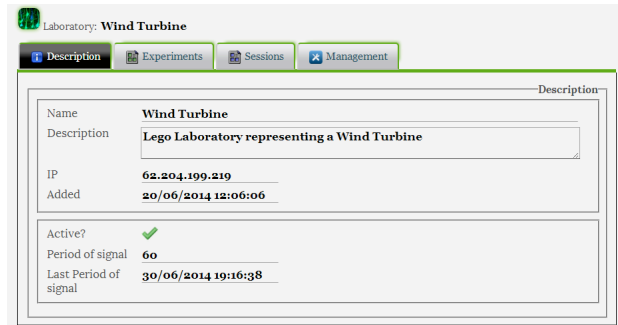 Laboratory: Wind Turbine
Description Experiments Sessions Management
Description
Name Wind Turbine
Description Lego Laboratory representing a Wind Turbine
IP 62.204.199.219
Added 20/06/2014 12:06:06
Active?
Period of signal 60
Last Period of signal 30/06/2014 19:16:38